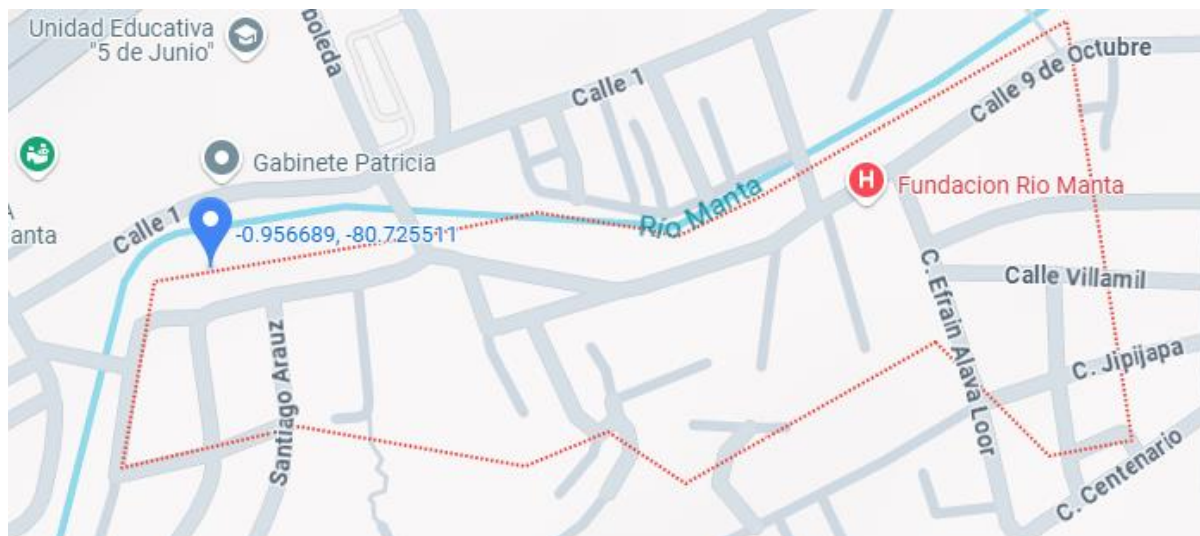 Unidad Educativa
"5 de Junio"
boleda
Calle 1
Calle 9 de Octubre
Gabinete Patricia
Fundacion Rio Manta
Río Manta
Calle 1
anta
-0.956689, -80.725511
Calle Villamil
C. Efrain Alava Loor
Santiago Arauz
C. Jipijapa
C. Centenario